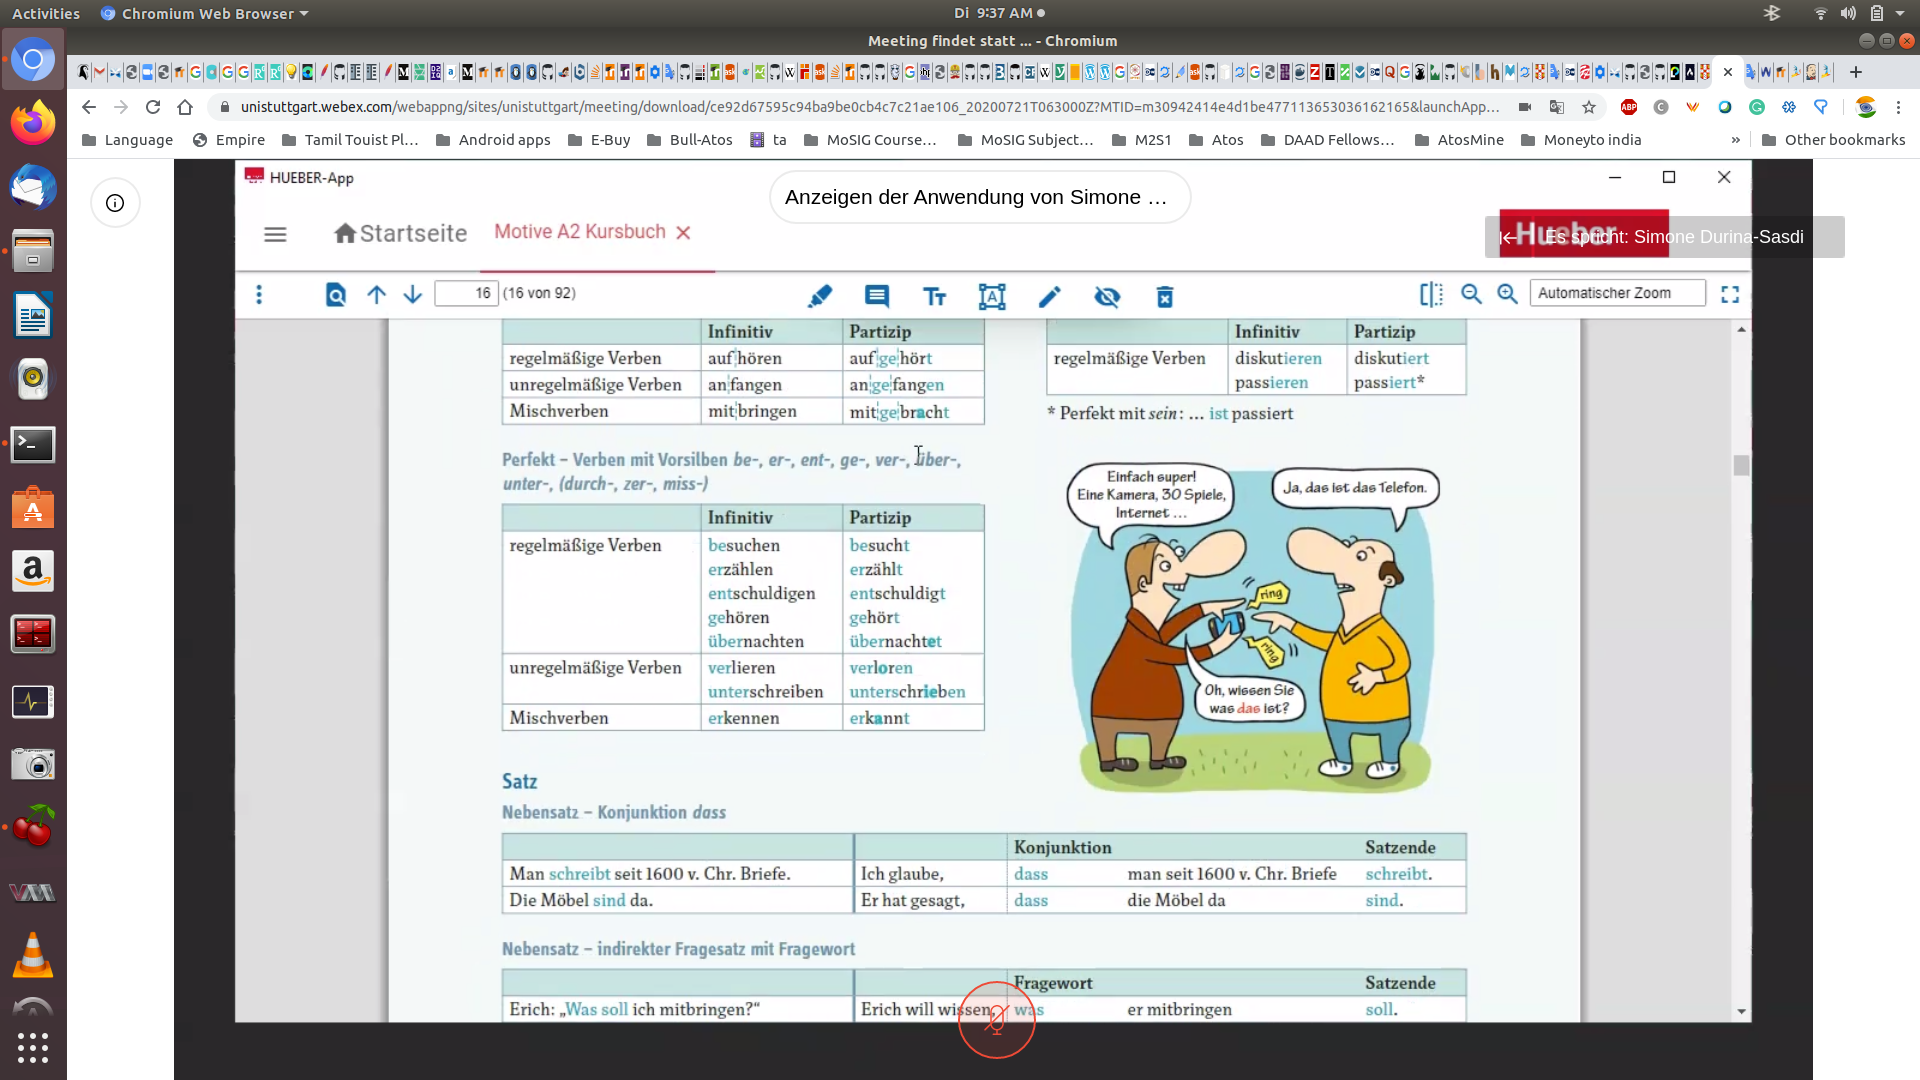 Activities
Chromium Web Browser
Di 9:37 AM
Meeting findet statt ... - Chromium
unistuttgart.webex.com/webappng/sites/unistuttgart/meeting/download/ce92d67595c94ba9be0cb4c7c21ae106_20200721T063000Z?MTID=m30942414e4d1be477113653036162165&launchApp...
Language
Empire
Tamil Touist Pl...
Android apps
E-Buy
Bull-Atos
ta
MoSIG Course...
MoSIG Subject...
M2S1
Atos
DAAD Fellows...
AtosMine
Moneyto india
»
Other bookmarks
HUEBER-App
Anzeigen der Anwendung von Simone ...
Startseite
Motive A2 Kursbuch
Hueber
Es spricht: Simone Durina-Sasdi
16 (16 von 92)
Automatischer Zoom
Infinitiv Partizip
regelmäßige Verben auf¦hören auf¦ge¦hört
unregelmäßige Verben an¦fangen an¦ge¦fangen
Mischverben mit¦bringen mit¦ge¦bracht
Infinitiv Partizip
regelmäßige Verben diskutieren diskutiert
passieren passiert*
* Perfekt mit sein: ... ist passiert
Perfekt – Verben mit Vorsilben be-, er-, ent-, ge-, ver-, über-,
unter-, (durch-, zer-, miss-)
Infinitiv Partizip
regelmäßige Verben besuchen besucht
erzählen erzählt
entschuldigen entschuldigt
gehören gehört
übernachten übernachtet
unregelmäßige Verben verlieren verloren
unterschreiben unterschrieben
Mischverben erkennen erkannt
Einfach super!
Eine Kamera, 30 Spiele,
Internet ...
Ja, das ist das Telefon.
ring
ring
Oh, wissen Sie
was das ist?
Satz
Nebensatz – Konjunktion dass
Konjunktion Satzende
Man schreibt seit 1600 v. Chr. Briefe. Ich glaube, dass man seit 1600 v. Chr. Briefe schreibt.
Die Möbel sind da. Er hat gesagt, dass die Möbel da sind.
Nebensatz – indirekter Fragesatz mit Fragewort
Fragewort Satzende
Erich: „Was soll ich mitbringen?“ Erich will wissen, was er mitbringen soll.